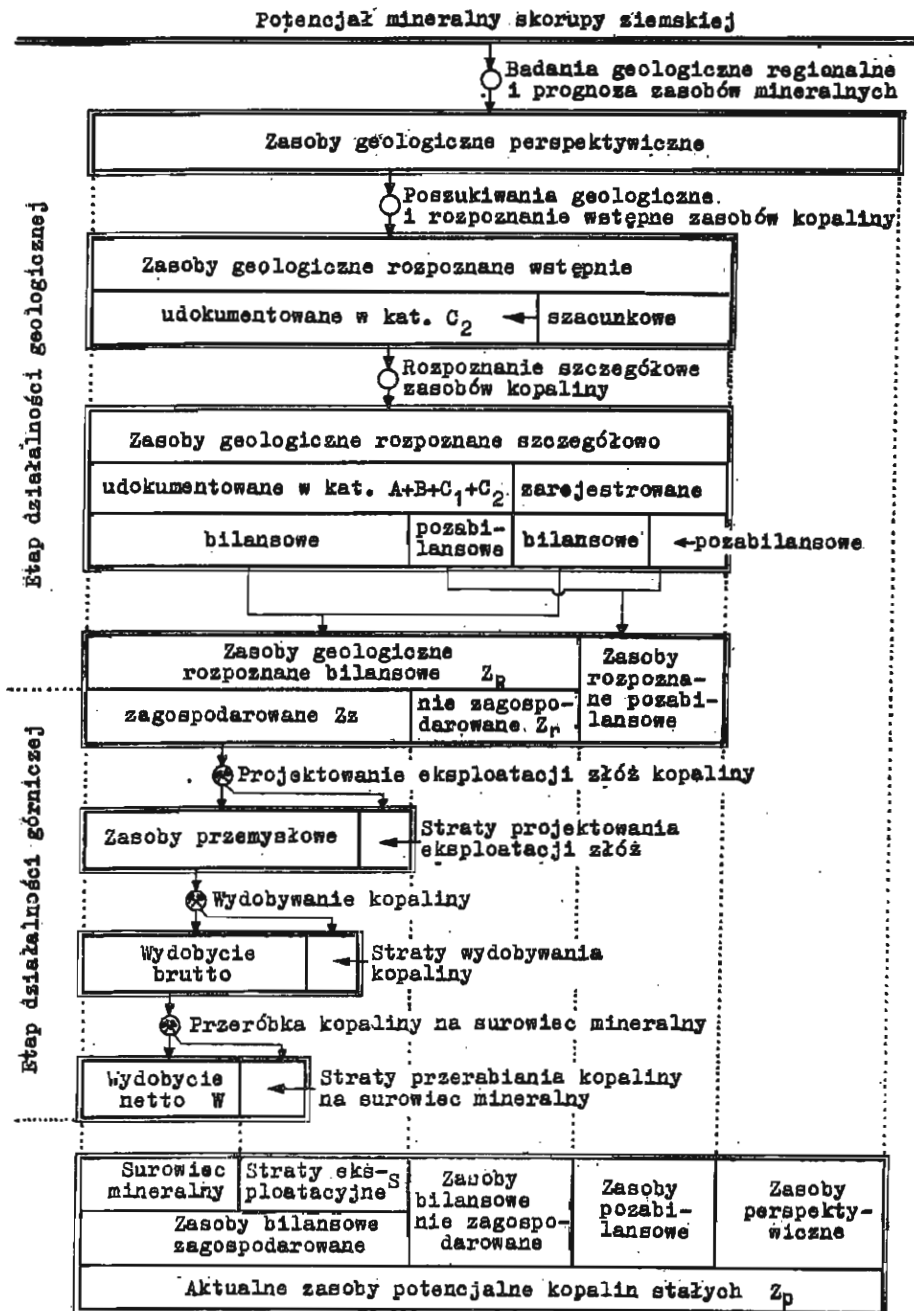 Potencjał mineralny skorupy ziemskiej
Badania geologiczne regionalne
i prognoza zasobów mineralnych
Zasoby geologiczne perspektywiczne
Poszukiwania geologiczne
i rozpoznanie wstępne zasobów kopaliny
Zasoby geologiczne rozpoznane wstępnie
udokumentowane w kat. C₂
szacunkowe
Rozpoznanie szczegółowe
zasobów kopaliny
Zasoby geologiczne rozpoznane szczegółowo
udokumentowane w kat. A+B+C₁+C₂
zarejestrowane
bilansowe
pozabi-
lansowe
bilansowe
pozabilansowe
Etap działalności geologicznej
Zasoby geologiczne
rozpoznane bilansowe Z_R
Zasoby
rozpozna-
ne pozabi-
lansowe
zagospodarowane Zz
nie zagospo-
darowane Zₙ
Projektowanie eksploatacji złóż kopaliny
Zasoby przemysłowe
Straty projektowania
eksploatacji złóż
Wydobywanie kopaliny
Wydobycie
brutto
Straty wydobywania
kopaliny
Przeróbka kopaliny na surowiec mineralny
Wydobycie
netto W
Straty przerabiania kopaliny
na surowiec mineralny
Etap działalności górniczej
Surowiec
mineralny
Straty eks-
ploatacyjne S
Zasoby bilansowe
zagospodarowane
Zasoby
bilansowe
nie zagospo-
darowane
Zasoby
pozabi-
lansowe
Zasoby
perspekty-
wiczne
Aktualne zasoby potencjalne kopalin stałych Z_p